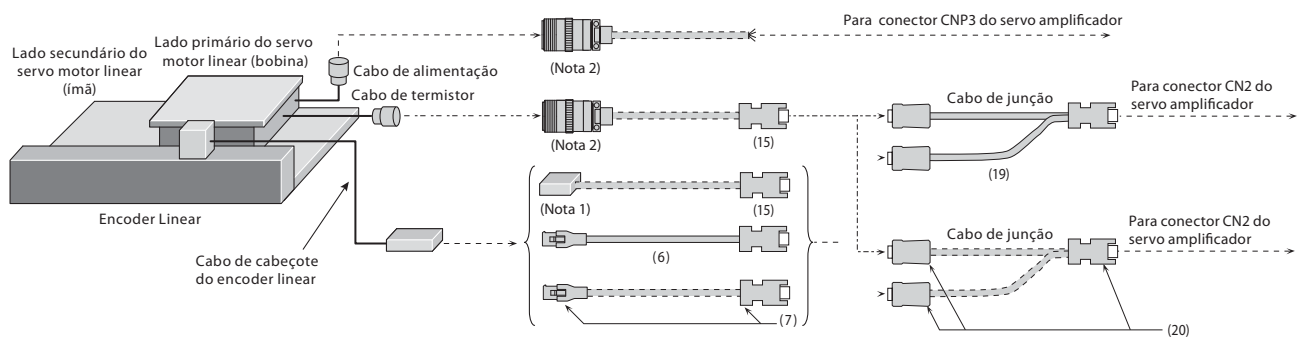 Para conector CNP3 do servo amplificador
Lado primário do servo
motor linear (bobina)
Lado secundário do
servo motor linear
(ímã)
Cabo de alimentação
(Nota 2)
Cabo de termistor
Cabo de junção
Para conector CN2 do
servo amplificador
(Nota 2)
(15)
(19)
Encoder Linear
(Nota 1)
(15)
Cabo de cabeçote
do encoder linear
(6)
Cabo de junção
Para conector CN2 do
servo amplificador
(7)
(20)